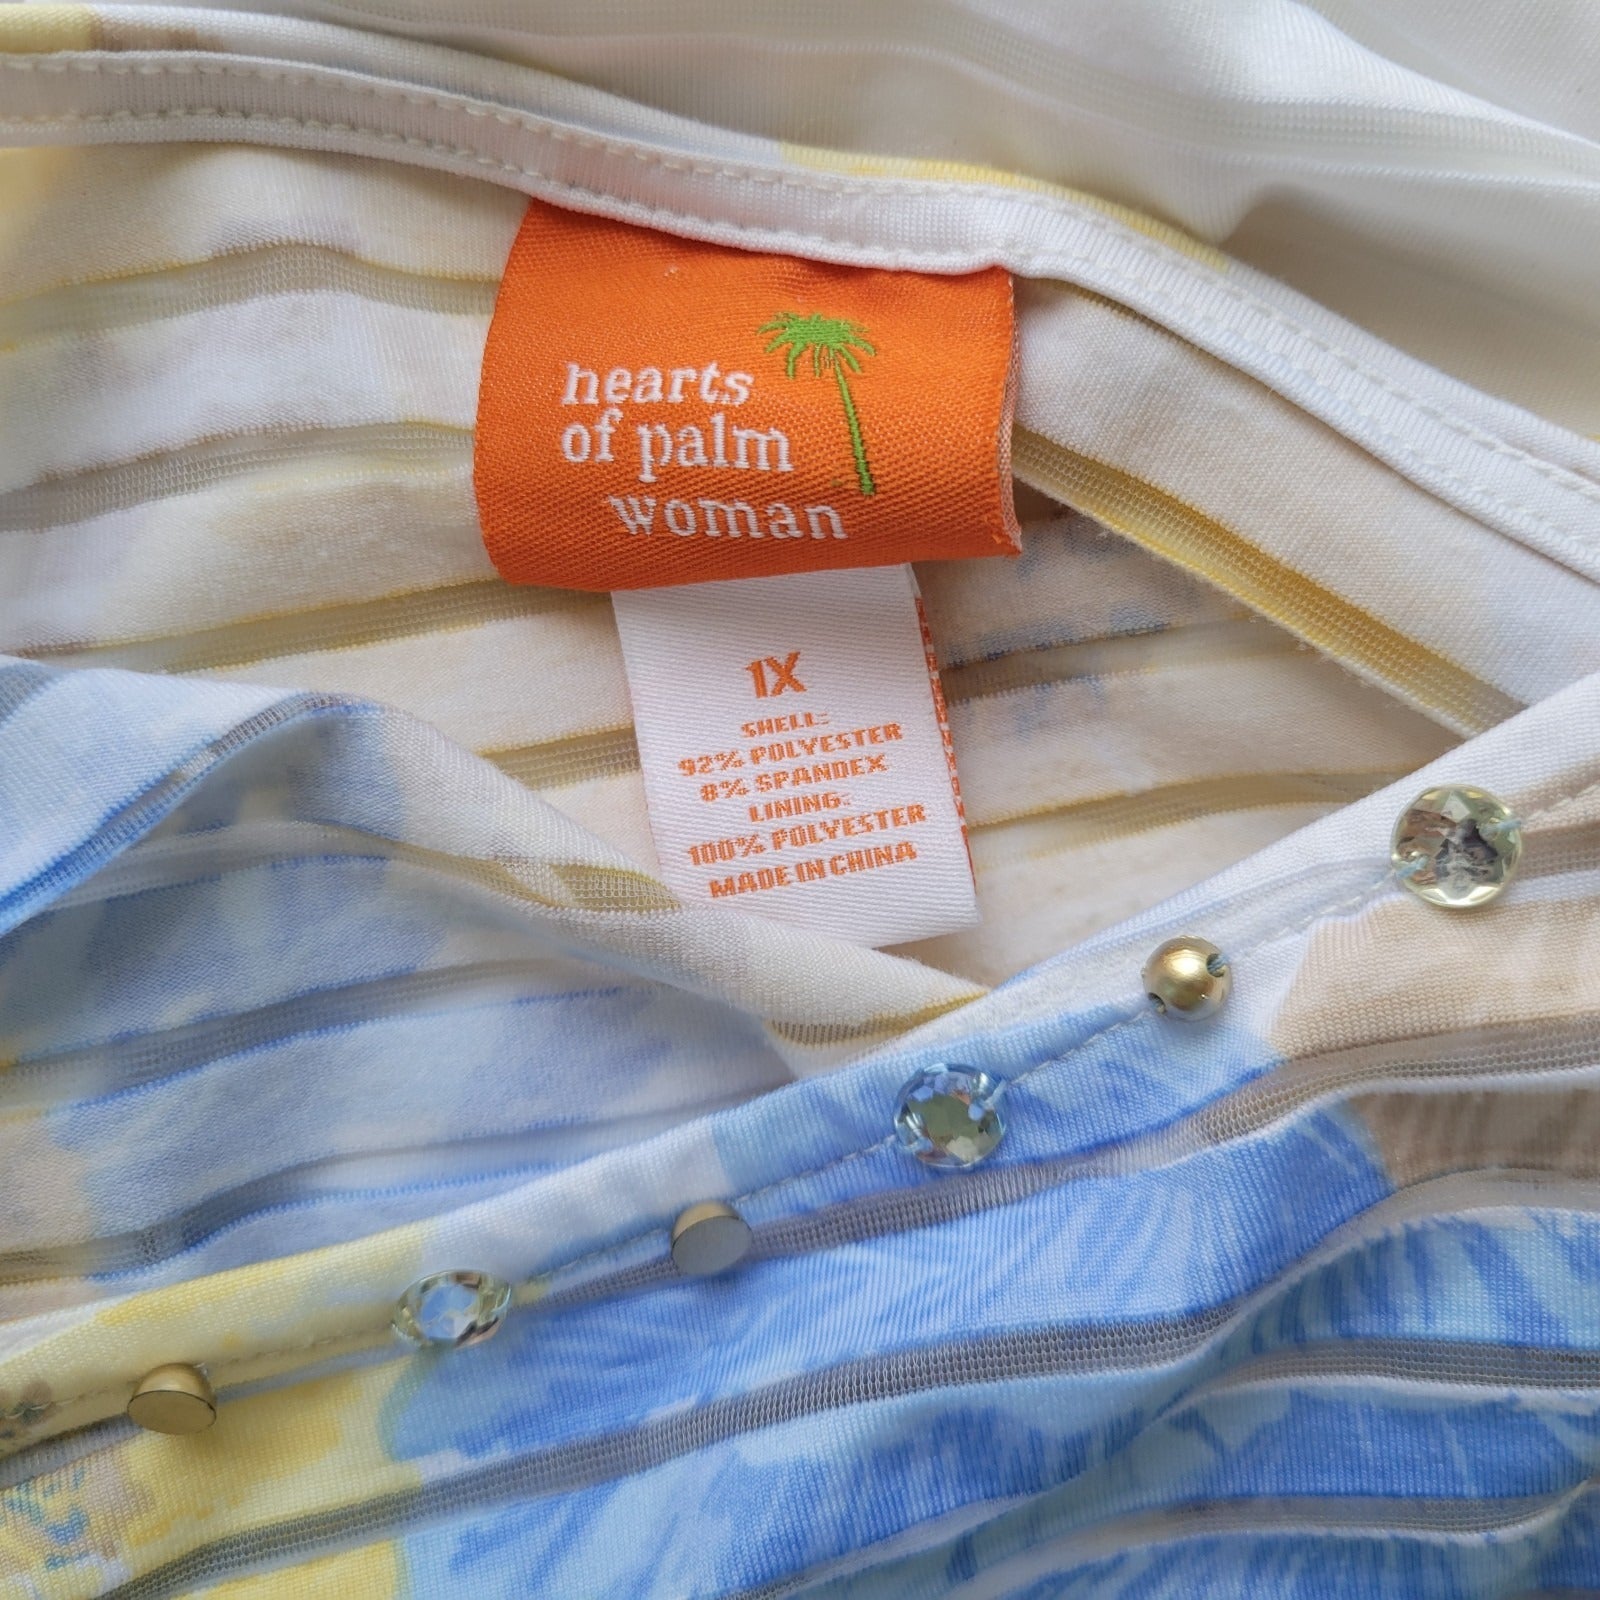 hearts
of palm
woman
1X
SHELL:
92% POLYESTER
8% SPANDEX
LINING:
100% POLYESTER
MADE IN CHINA